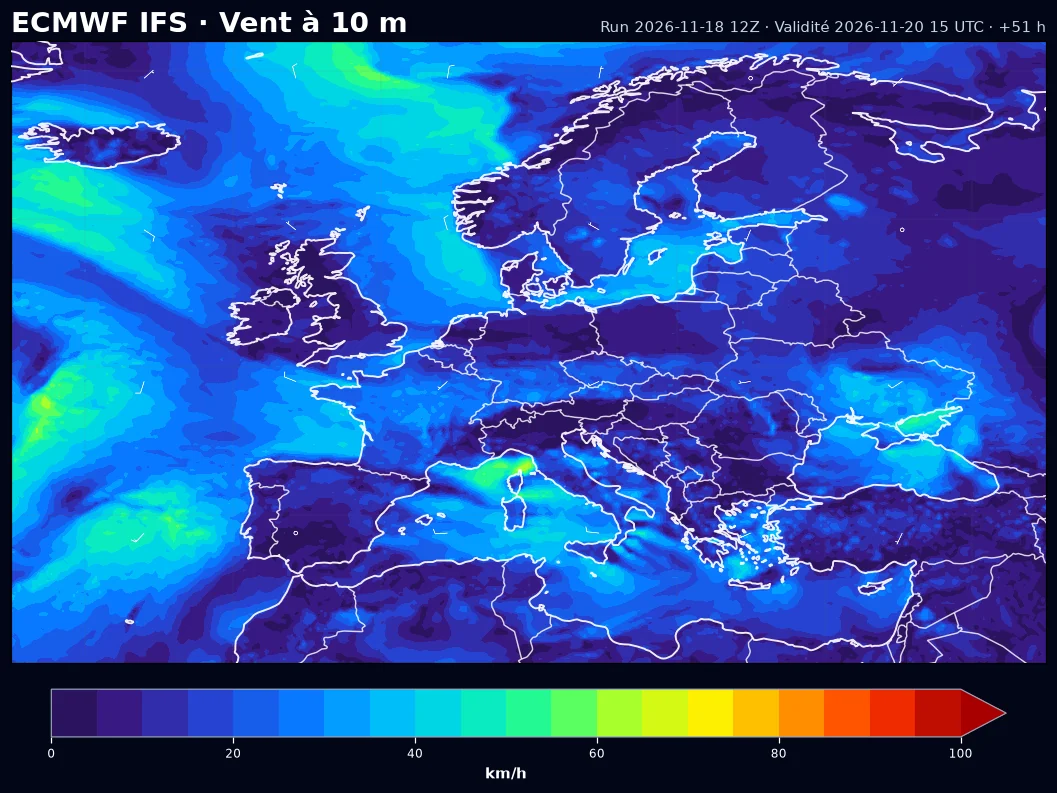 ECMWF IFS · Vent à 10 m
Run 2026-11-18 12Z · Validité 2026-11-20 15 UTC · +51 h
0 20 40 60 80 100
km/h